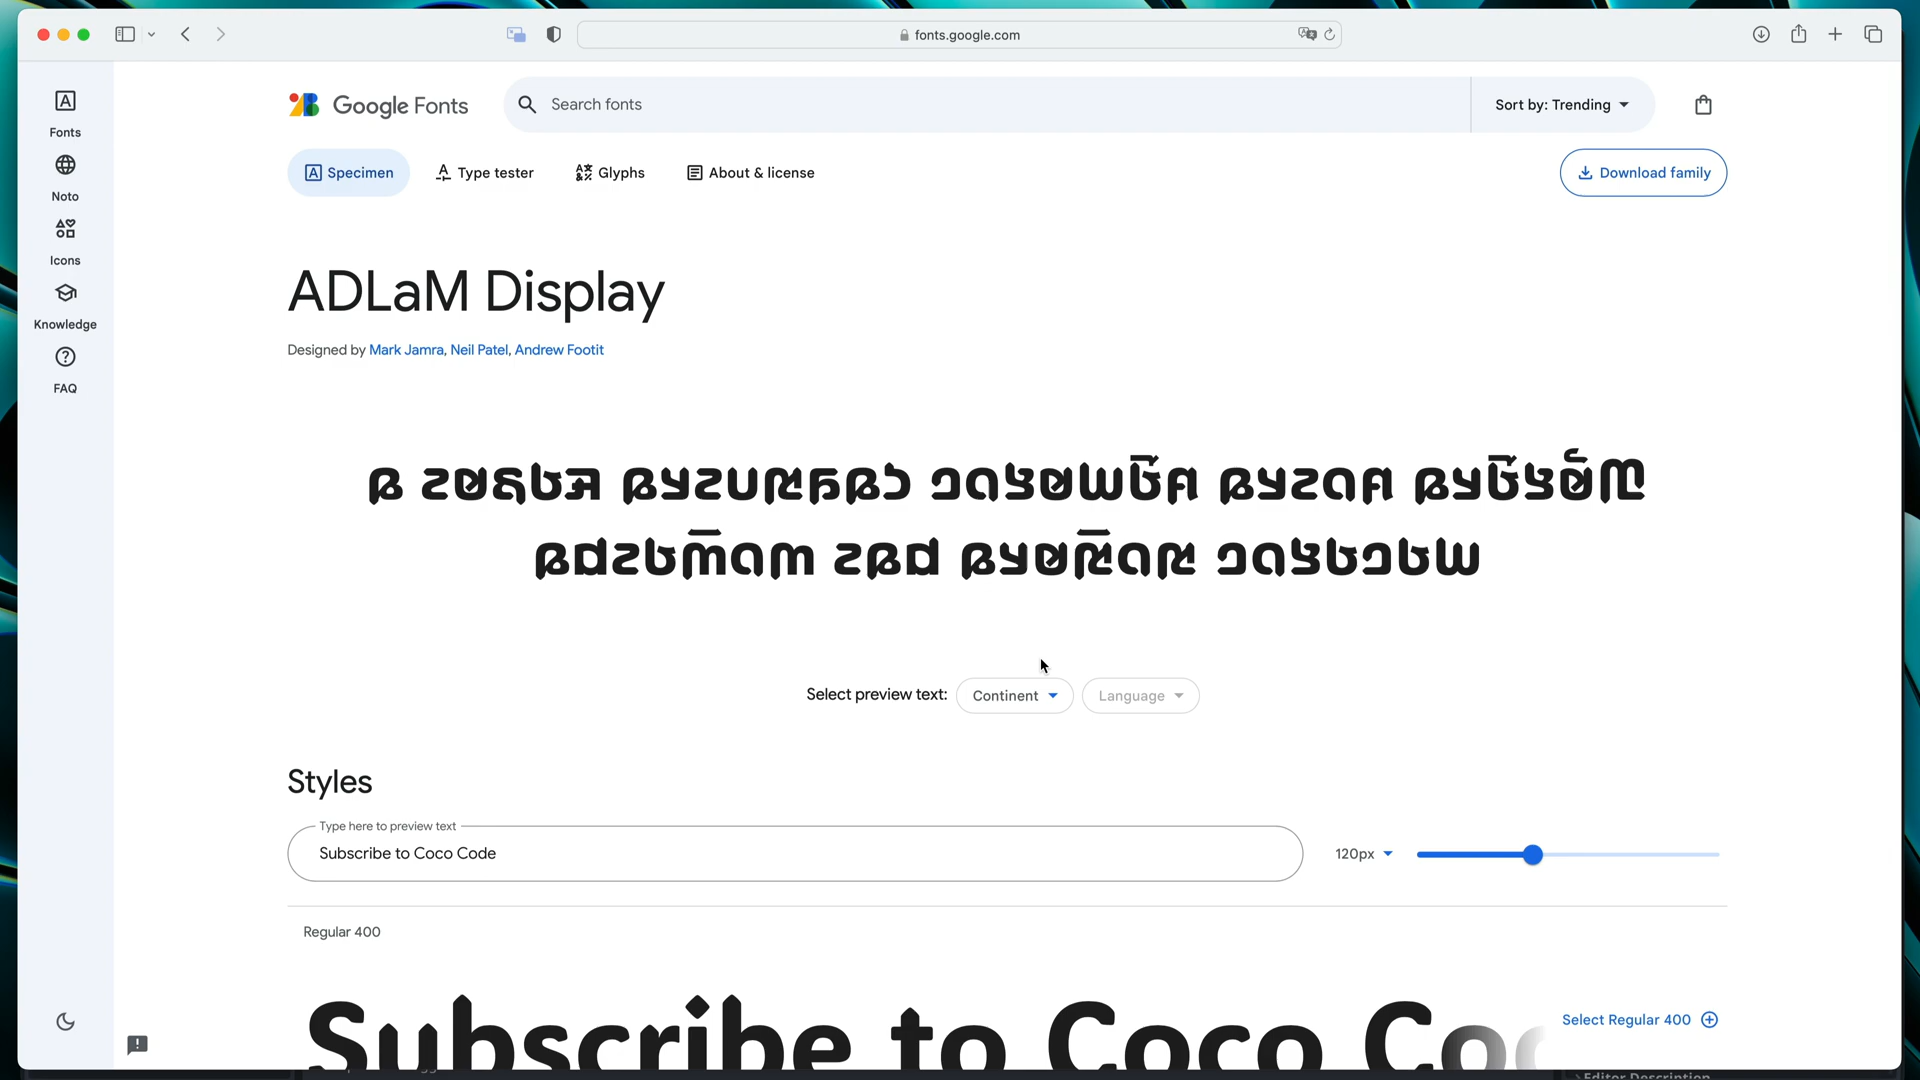 fonts.google.com
Google Fonts
Search fonts
Sort by: Trending
Fonts
Noto
Icons
Knowledge
FAQ
Specimen
Type tester
Glyphs
About & license
Download family
ADLaM Display
Designed by Mark Jamra, Neil Patel, Andrew Footit
Select preview text:
Continent
Language
Styles
Type here to preview text
Subscribe to Coco Code
120px
Regular 400
Subscribe to Coco Co
Select Regular 400
Editor Description